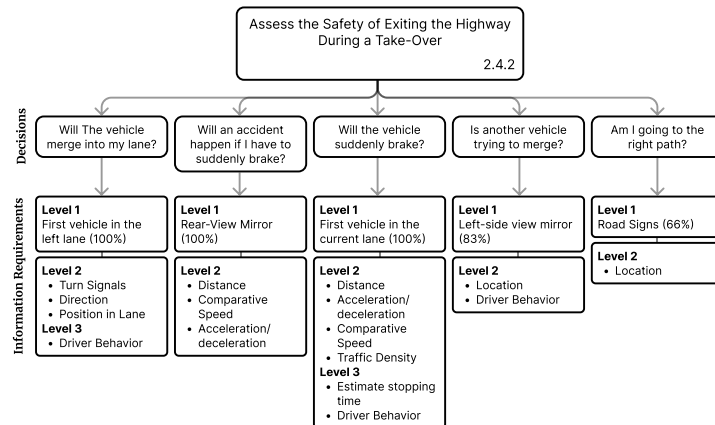 Assess the Safety of Exiting the Highway
During a Take-Over
2.4.2
Decisions
Will The vehicle
merge into my lane?
Will an accident
happen if I have to
suddenly brake?
Will the vehicle
suddenly brake?
Is another vehicle
trying to merge?
Am I going to the
right path?
Information Requirements
Level 1
First vehicle in the
left lane (100%)
Level 2
• Turn Signals
• Direction
• Position in Lane
Level 3
• Driver Behavior
Level 1
Rear-View Mirror
(100%)
Level 2
• Distance
• Comparative
Speed
• Acceleration/
deceleration
Level 1
First vehicle in the
current lane (100%)
Level 2
• Distance
• Acceleration/
deceleration
• Comparative
Speed
• Traffic Density
Level 3
• Estimate stopping
time
• Driver Behavior
Level 1
Left-side view mirror
(83%)
Level 2
• Location
• Driver Behavior
Level 1
Road Signs (66%)
Level 2
• Location